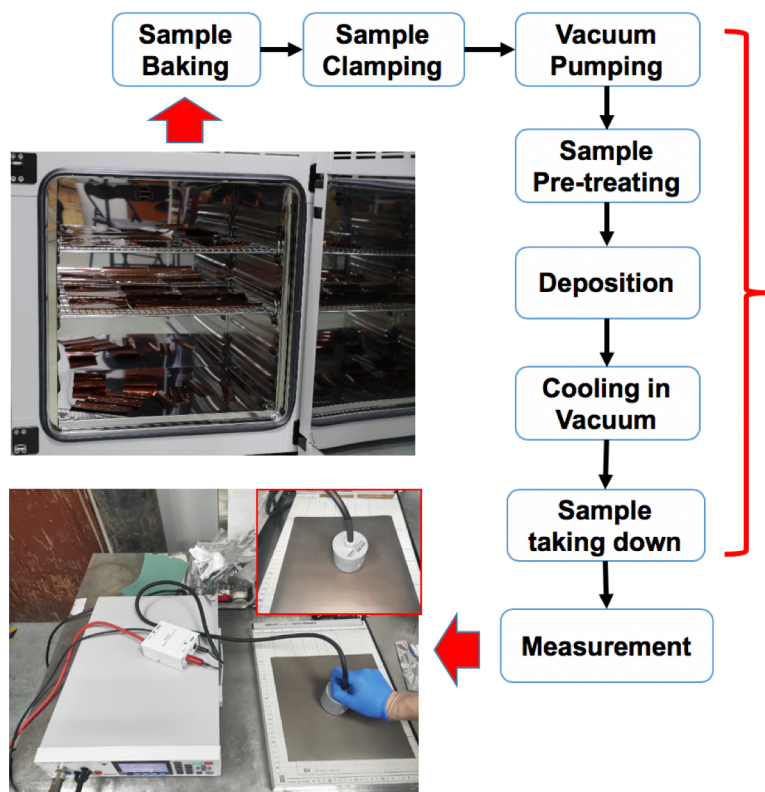 Sample
Baking
Sample
Clamping
Vacuum
Pumping
Sample
Pre-treating
Deposition
Cooling in
Vacuum
Sample
taking down
Measurement